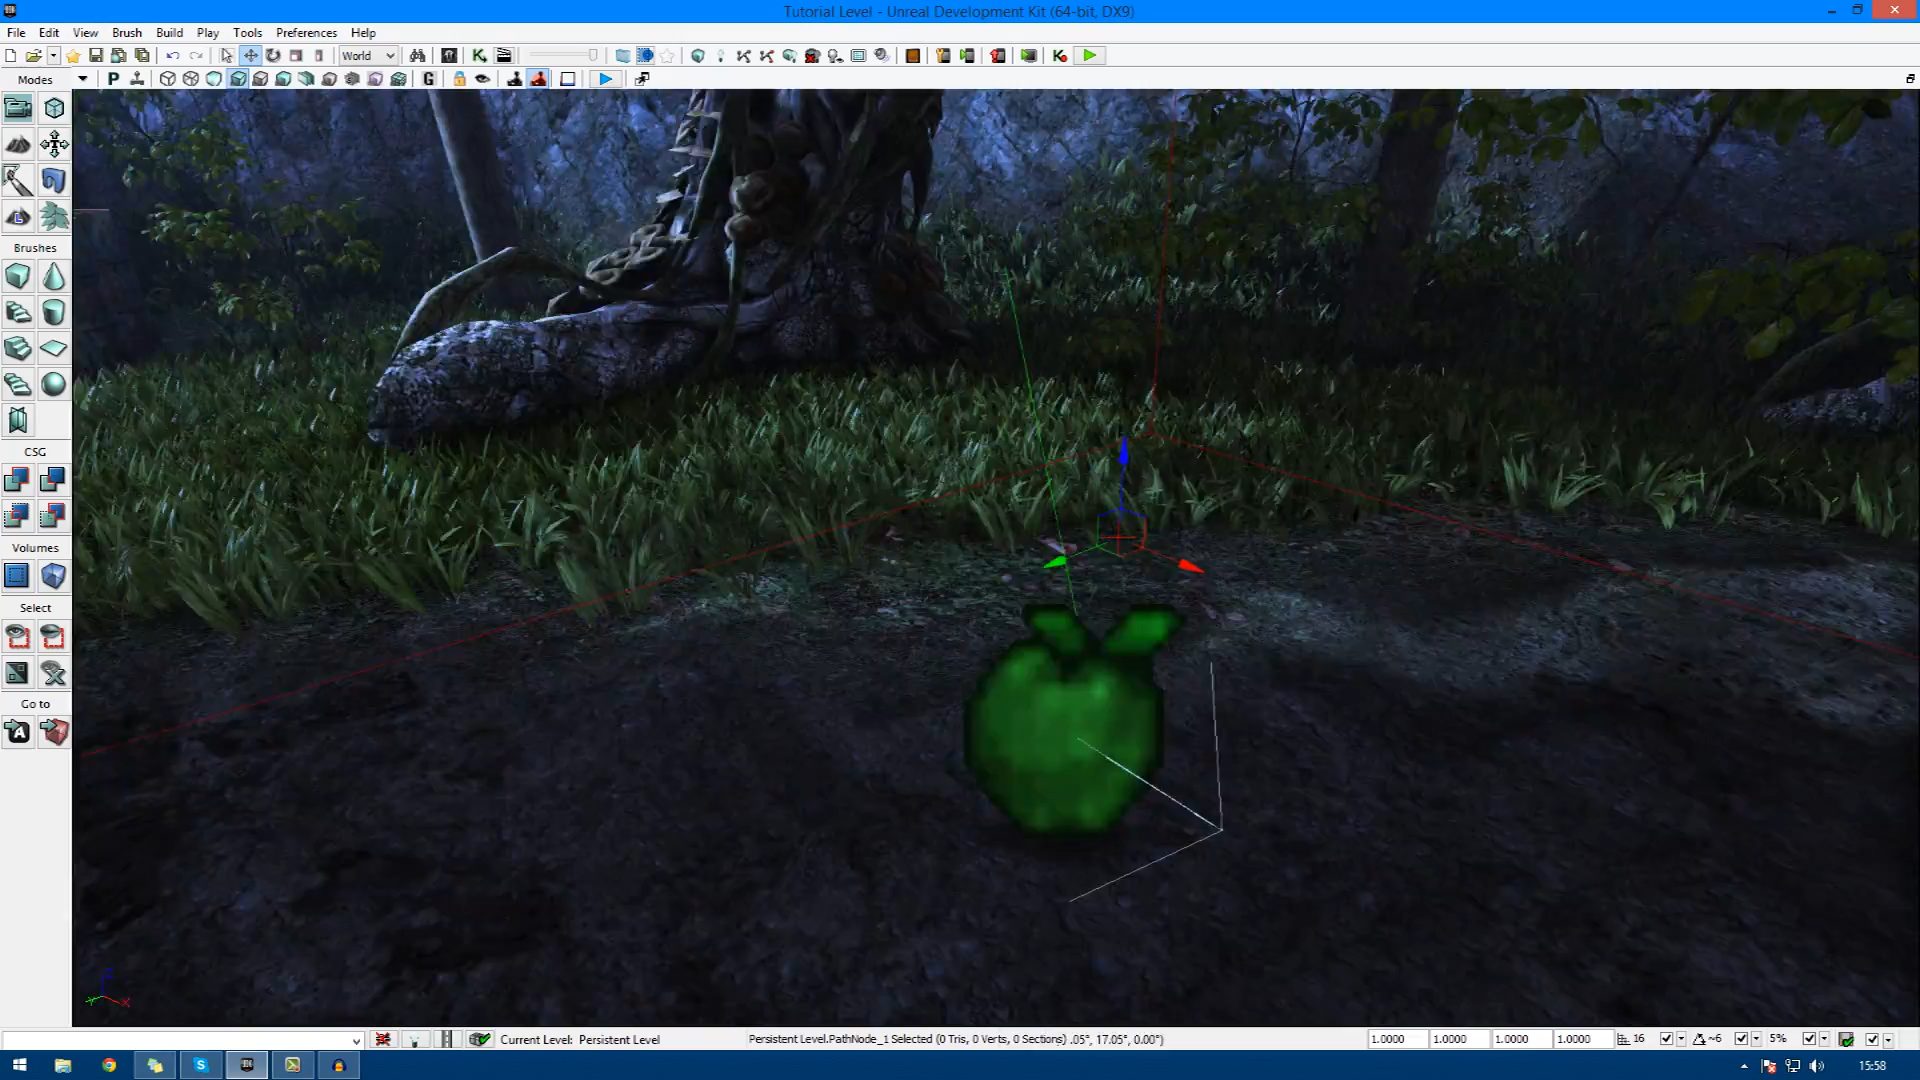 Tutorial Level - Unreal Development Kit (64-bit, DX9)
File Edit View Brush Build Play Tools Preferences Help
World
Modes
P
G
Brushes
CSG
Volumes
Select
Go to
Current Level: Persistent Level
Persistent Level.PathNode_1 Selected (0 Tris, 0 Verts, 0 Sections) .05°, 17.05°, 0.00°)
1.0000 1.0000 1.0000 1.0000 16 ~6 5%
15:58